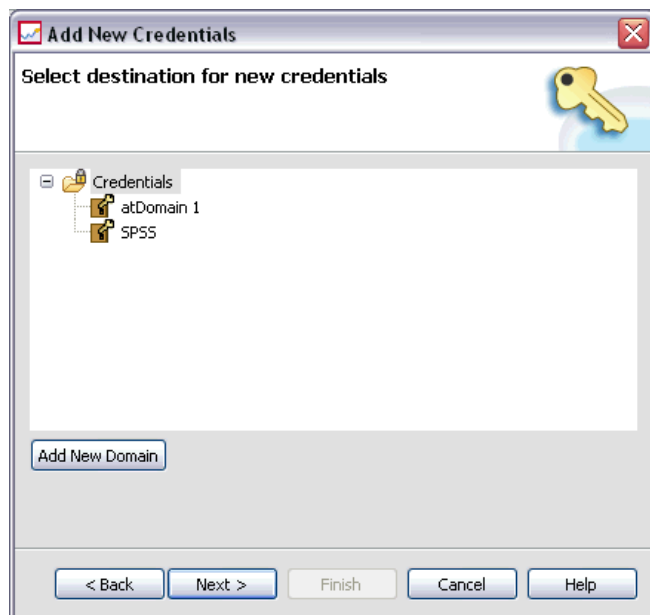 Add New Credentials
Select destination for new credentials
Credentials
atDomain 1
SPSS
Add New Domain
< Back Next > Finish Cancel Help